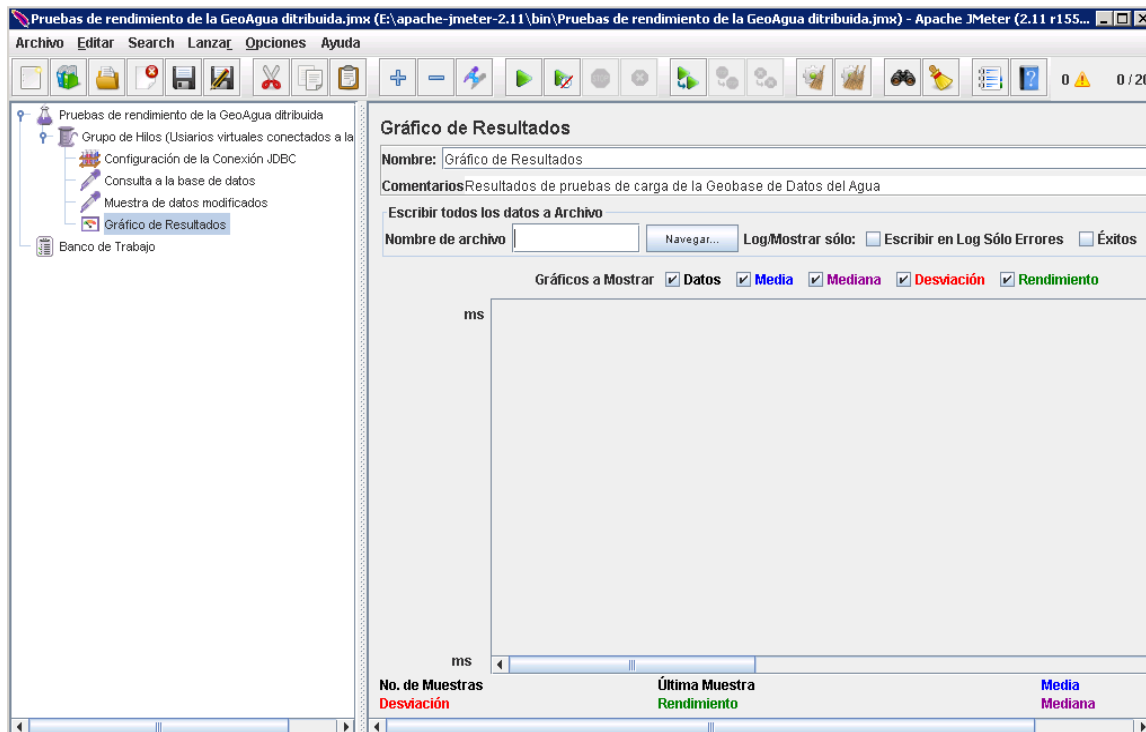 Pruebas de rendimiento de la GeoAgua ditribuida.jmx (E:\apache-jmeter-2.11\bin\Pruebas de rendimiento de la GeoAgua ditribuida.jmx) - Apache JMeter (2.11 r155...
Archivo Editar Search Lanzar Opciones Ayuda
0 0 / 20
Pruebas de rendimiento de la GeoAgua ditribuida
Grupo de Hilos (Usiarios virtuales conectados a la
Configuración de la Conexión JDBC
Consulta a la base de datos
Muestra de datos modificados
Gráfico de Resultados
Banco de Trabajo
Gráfico de Resultados
Nombre: Gráfico de Resultados
Comentarios Resultados de pruebas de carga de la Geobase de Datos del Agua
Escribir todos los datos a Archivo
Nombre de archivo Navegar... Log/Mostrar sólo: Escribir en Log Sólo Errores Éxitos
Gráficos a Mostrar Datos Media Mediana Desviación Rendimiento
ms
ms
No. de Muestras Última Muestra Media
Desviación Rendimiento Mediana